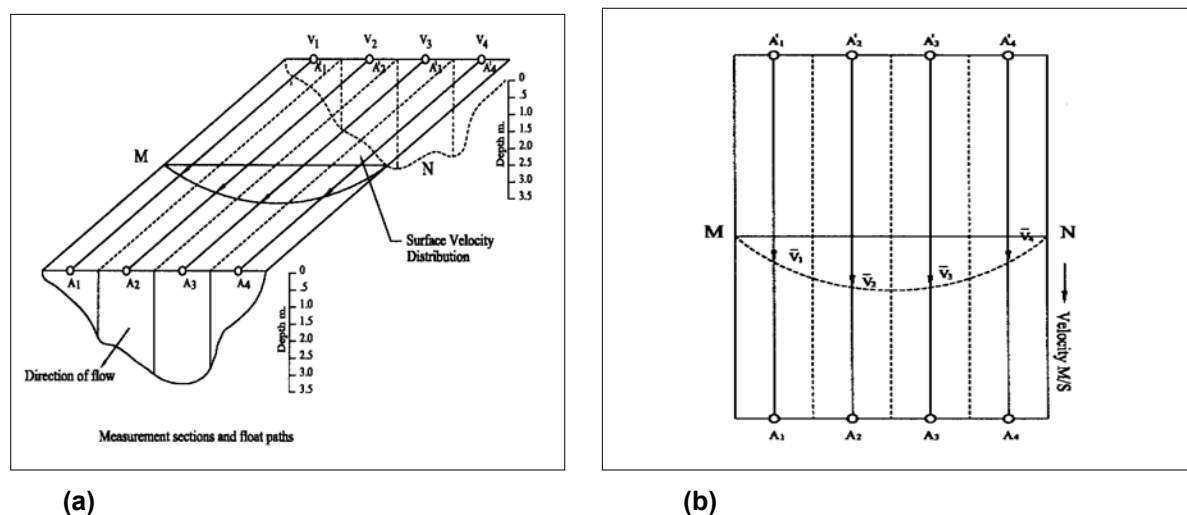 V1 V2 V3 V4
A'1 A'2 A'3 A'4
0
.5
1.0
1.5
2.0
2.5
3.0
3.5
Depth m.
M
N
Surface Velocity
Distribution
A1 A2 A3 A4
0
.5
1.0
1.5
2.0
2.5
3.0
3.5
Depth m.
Direction of flow
Measurement sections and float paths
(a)
A'1 A'2 A'3 A'4
M
N
V̅1
V̅2
V̅3
V̅4
Velocity M/S
A1 A2 A3 A4
(b)